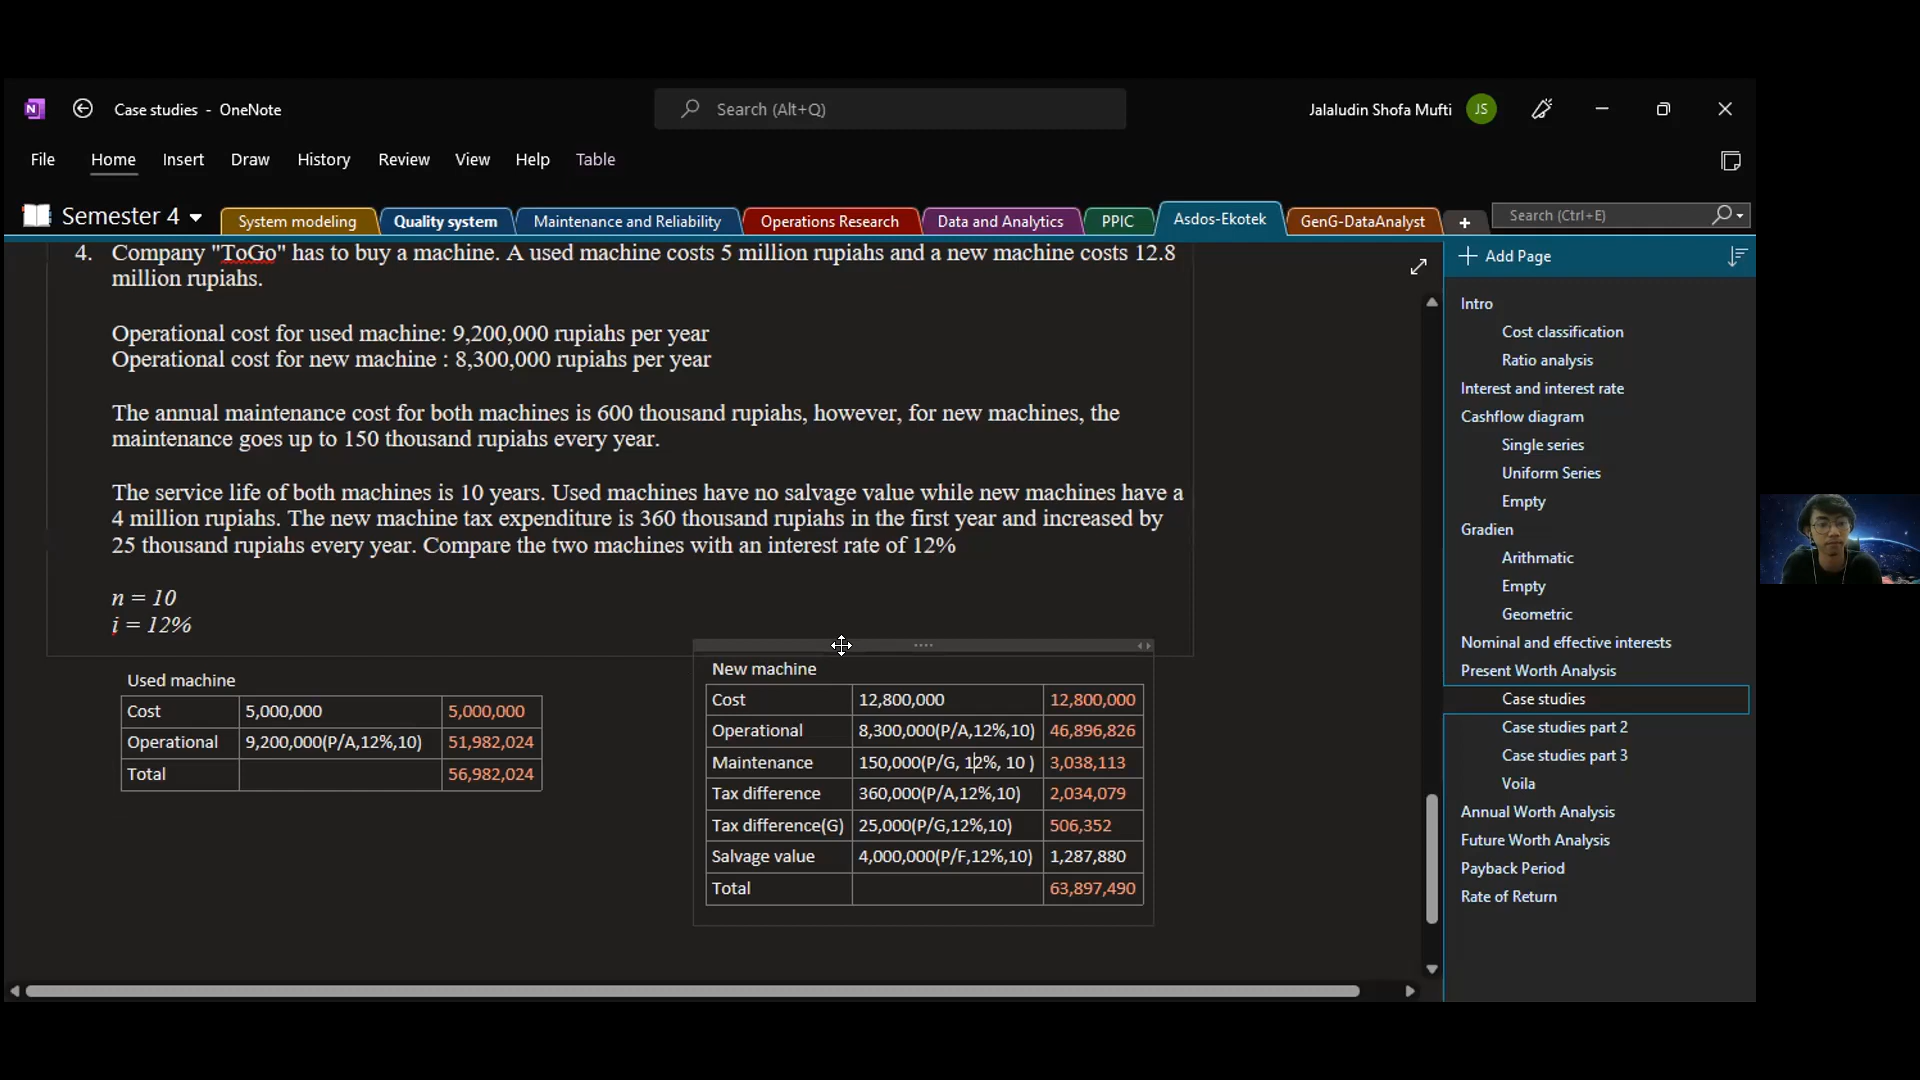 Case studies - OneNote
Search (Alt+Q)
Jalaludin Shofa Mufti
JS
File Home Insert Draw History Review View Help Table
Semester 4
System modeling
Quality system
Maintenance and Reliability
Operations Research
Data and Analytics
PPIC
Asdos-Ekotek
GenG-DataAnalyst
+
Search (Ctrl+E)
4. Company "ToGo" has to buy a machine. A used machine costs 5 million rupiahs and a new machine costs 12.8
million rupiahs.
Operational cost for used machine: 9,200,000 rupiahs per year
Operational cost for new machine : 8,300,000 rupiahs per year
The annual maintenance cost for both machines is 600 thousand rupiahs, however, for new machines, the
maintenance goes up to 150 thousand rupiahs every year.
The service life of both machines is 10 years. Used machines have no salvage value while new machines have a
4 million rupiahs. The new machine tax expenditure is 360 thousand rupiahs in the first year and increased by
25 thousand rupiahs every year. Compare the two machines with an interest rate of 12%
n = 10
i = 12%
Used machine
Cost 5,000,000 5,000,000
Operational 9,200,000(P/A,12%,10) 51,982,024
Total 56,982,024
New machine
Cost 12,800,000 12,800,000
Operational 8,300,000(P/A,12%,10) 46,896,826
Maintenance 150,000(P/G, 12%, 10 ) 3,038,113
Tax difference 360,000(P/A,12%,10) 2,034,079
Tax difference(G) 25,000(P/G,12%,10) 506,352
Salvage value 4,000,000(P/F,12%,10) 1,287,880
Total 63,897,490
Add Page
Intro
Cost classification
Ratio analysis
Interest and interest rate
Cashflow diagram
Single series
Uniform Series
Empty
Gradien
Arithmatic
Empty
Geometric
Nominal and effective interests
Present Worth Analysis
Case studies
Case studies part 2
Case studies part 3
Voila
Annual Worth Analysis
Future Worth Analysis
Payback Period
Rate of Return